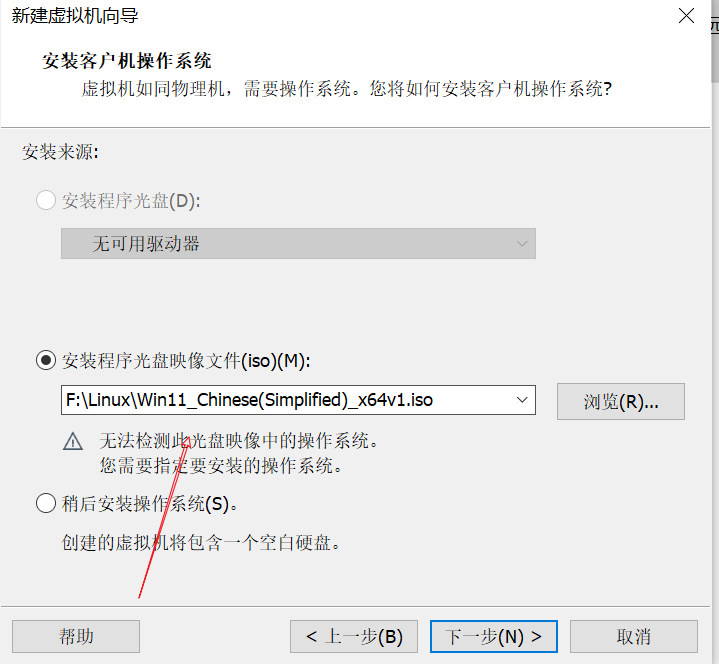 新建虚拟机向导
安装客户机操作系统
虚拟机如同物理机，需要操作系统。您将如何安装客户机操作系统?
安装来源:
安装程序光盘(D):
无可用驱动器
安装程序光盘映像文件(iso)(M):
F:\Linux\Win11_Chinese(Simplified)_x64v1.iso
浏览(R)...
无法检测此光盘映像中的操作系统。
您需要指定要安装的操作系统。
稍后安装操作系统(S)。
创建的虚拟机将包含一个空白硬盘。
帮助
< 上一步(B)
下一步(N) >
取消